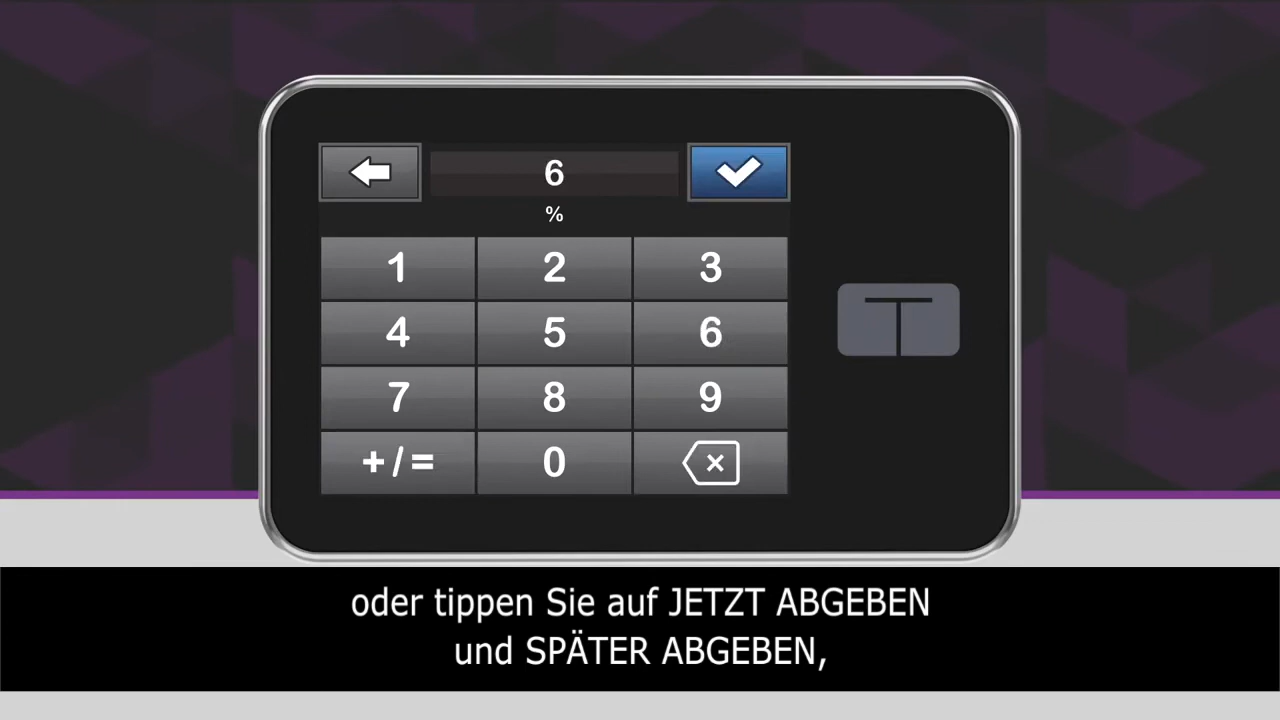 6
%
1 2 3
4 5 6
7 8 9
+/= 0
oder tippen Sie auf JETZT ABGEBEN
und SPÄTER ABGEBEN,